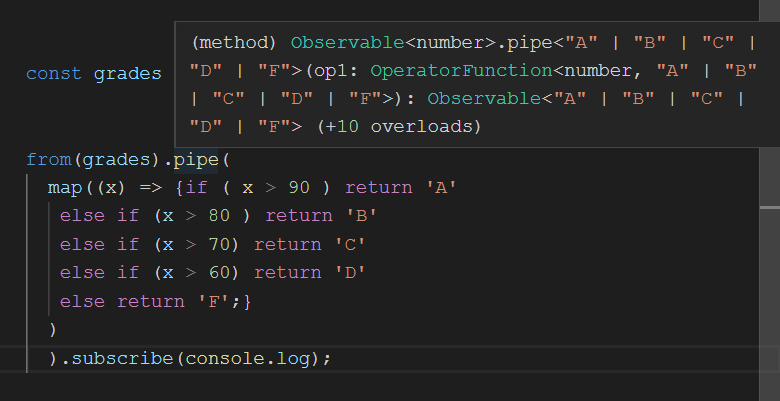 (method) Observable<number>.pipe<"A" | "B" | "C" |
"D" | "F">(op1: OperatorFunction<number, "A" | "B"
| "C" | "D" | "F">): Observable<"A" | "B" | "C" |
"D" | "F"> (+10 overloads)
const grades
from(grades).pipe(
map((x) => {if ( x > 90 ) return 'A'
else if (x > 80 ) return 'B'
else if (x > 70) return 'C'
else if (x > 60) return 'D'
else return 'F';}
)
).subscribe(console.log);